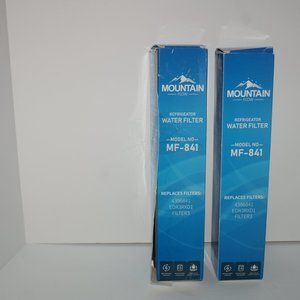 MOUNTAIN
FLOW
REFRIGERATOR
WATER FILTER
MODEL NO
MF-841
REPLACES FILTERS:
4396841
EDR3RXD1
FILTER3
MOUNTAIN
FLOW
REFRIGERATOR
WATER FILTER
MODEL NO
MF-841
REPLACES FILTERS:
4396841
EDR3RXD1
FILTER3